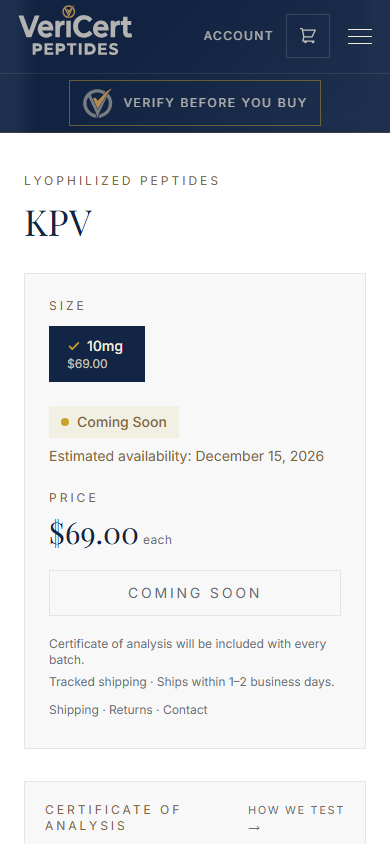 VeriCert
PEPTIDES
ACCOUNT
VERIFY BEFORE YOU BUY
LYOPHILIZED PEPTIDES
KPV
SIZE
10mg
$69.00
Coming Soon
Estimated availability: December 15, 2026
PRICE
$69.00 each
COMING SOON
Certificate of analysis will be included with every
batch.
Tracked shipping · Ships within 1–2 business days.
Shipping · Returns · Contact
CERTIFICATE OF
ANALYSIS
HOW WE TEST
→